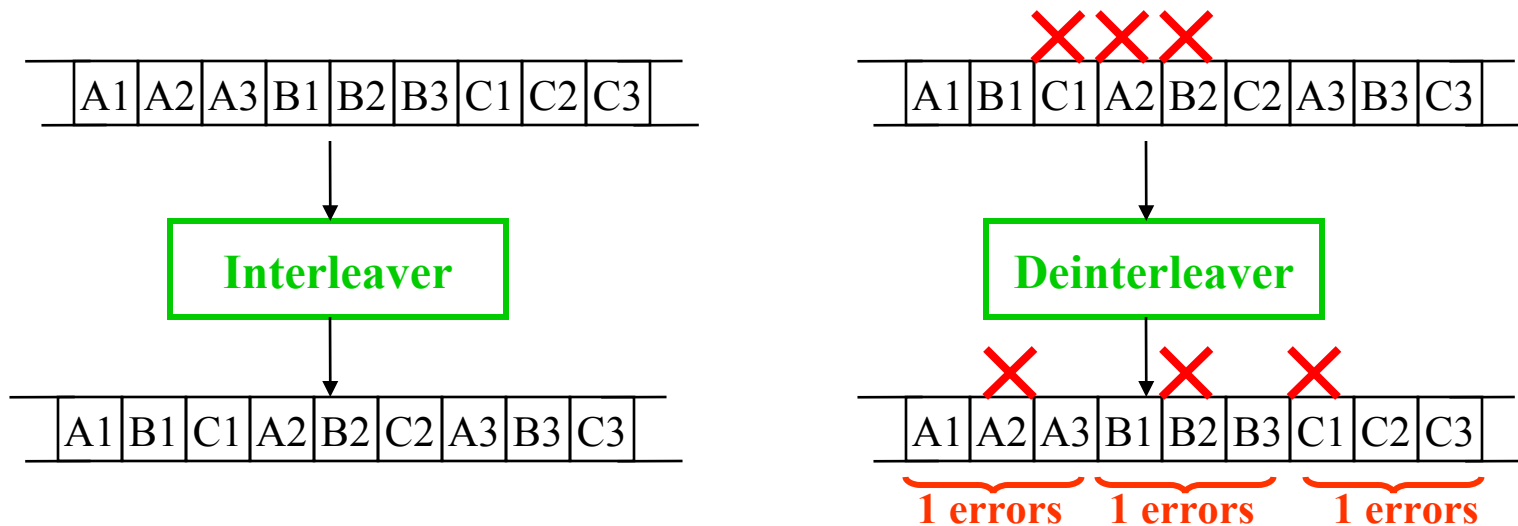 A1 A2 A3 B1 B2 B3 C1 C2 C3
Interleaver
A1 B1 C1 A2 B2 C2 A3 B3 C3
A1 B1 C1 A2 B2 C2 A3 B3 C3
Deinterleaver
A1 A2 A3 B1 B2 B3 C1 C2 C3
1 errors 1 errors 1 errors